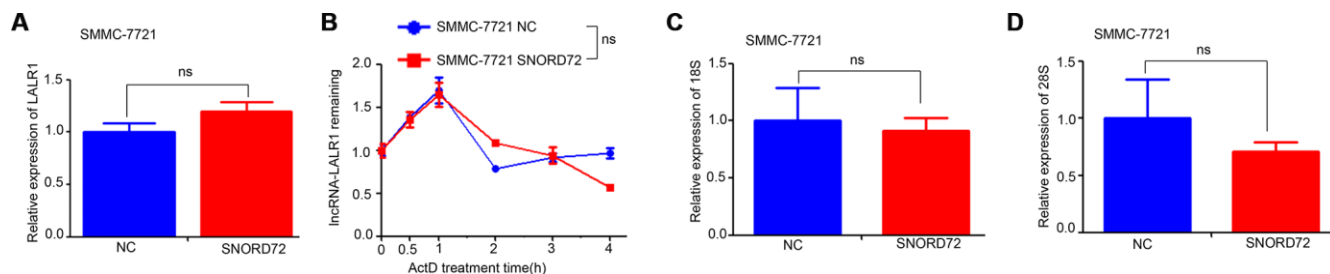 A
SMMC-7721
Relative expression of LALR1
1.5
1.0
0.5
0.0
ns
NC
SNORD72
B
SMMC-7721 NC
SMMC-7721 SNORD72
ns
lncRNA-LALR1 remaining
2.0
1.5
1.0
0.5
0.0
0
0.5
1
2
3
4
ActD treatment time(h)
C
SMMC-7721
Relative expression of 18S
1.5
1.0
0.5
0.0
ns
NC
SNORD72
D
SMMC-7721
Relative expression of 28S
1.5
1.0
0.5
0.0
ns
NC
SNORD72